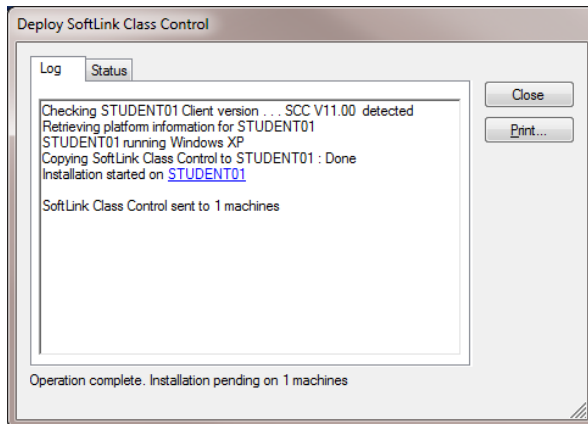 Deploy SoftLink Class Control
Log
Status
Close
Print...
Checking STUDENT01 Client version . . . SCC V11.00 detected
Retrieving platform information for STUDENT01
STUDENT01 running Windows XP
Copying SoftLink Class Control to STUDENT01 : Done
Installation started on STUDENT01
SoftLink Class Control sent to 1 machines
Operation complete. Installation pending on 1 machines